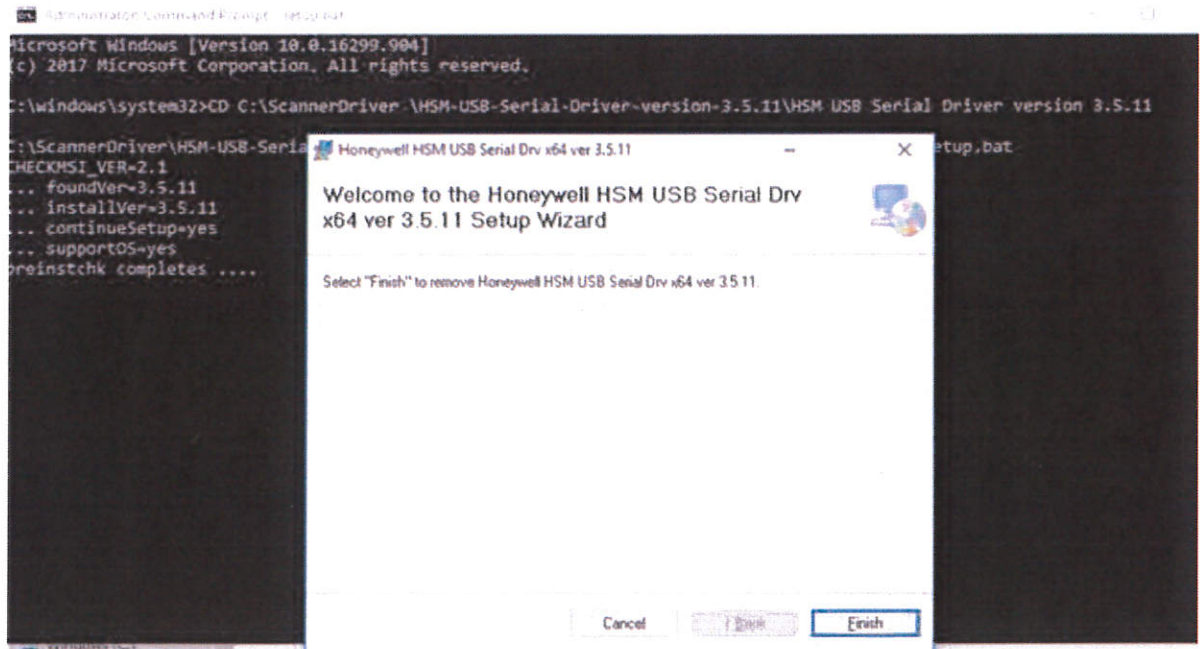 Administrator: Command Prompt - setup.bat
Microsoft Windows [Version 10.0.16299.904]
(c) 2017 Microsoft Corporation. All rights reserved.
C:\windows\system32>CD C:\ScannerDriver \HSM-USB-Serial-Driver-version-3.5.11\HSM USB Serial Driver version 3.5.11
C:\ScannerDriver\HSM-USB-Seria etup.bat
CHECKMSI_VER=2.1
... foundVer=3.5.11
... installVer=3.5.11
... continueSetup=yes
... supportOS=yes
preinstchk completes ....
Honeywell HSM USB Serial Drv x64 ver 3.5.11
Welcome to the Honeywell HSM USB Serial Drv
x64 ver 3.5.11 Setup Wizard
Select "Finish" to remove Honeywell HSM USB Serial Drv x64 ver 3.5.11.
Cancel < Back Finish